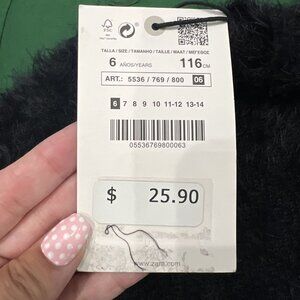 FSC
TALLA / SIZE / TAMANHO / TAILLE / MAAT / ΜΕΓΕΘΟΣ
6 AÑOS/YEARS 116 CM
ART.: 5536 / 769 / 800 06
6 7 8 9 10 11-12 13-14
05536769800063
$ 25.90
www.zara.com